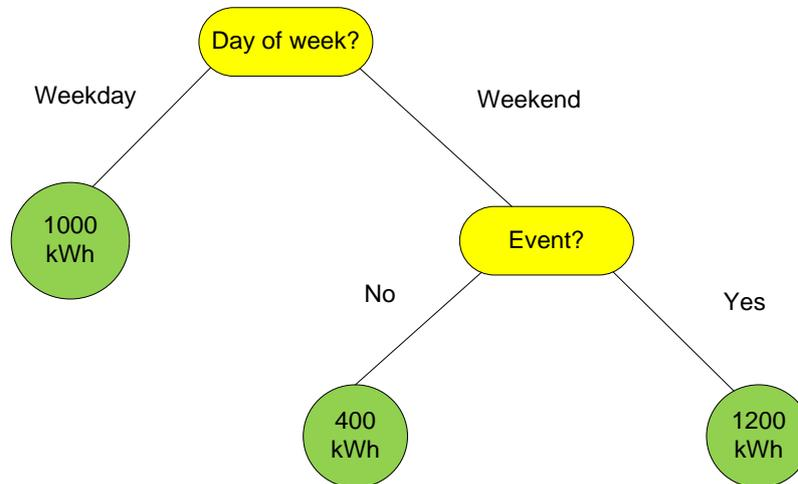 Day of week?
Weekday
Weekend
1000
kWh
Event?
No
Yes
400
kWh
1200
kWh